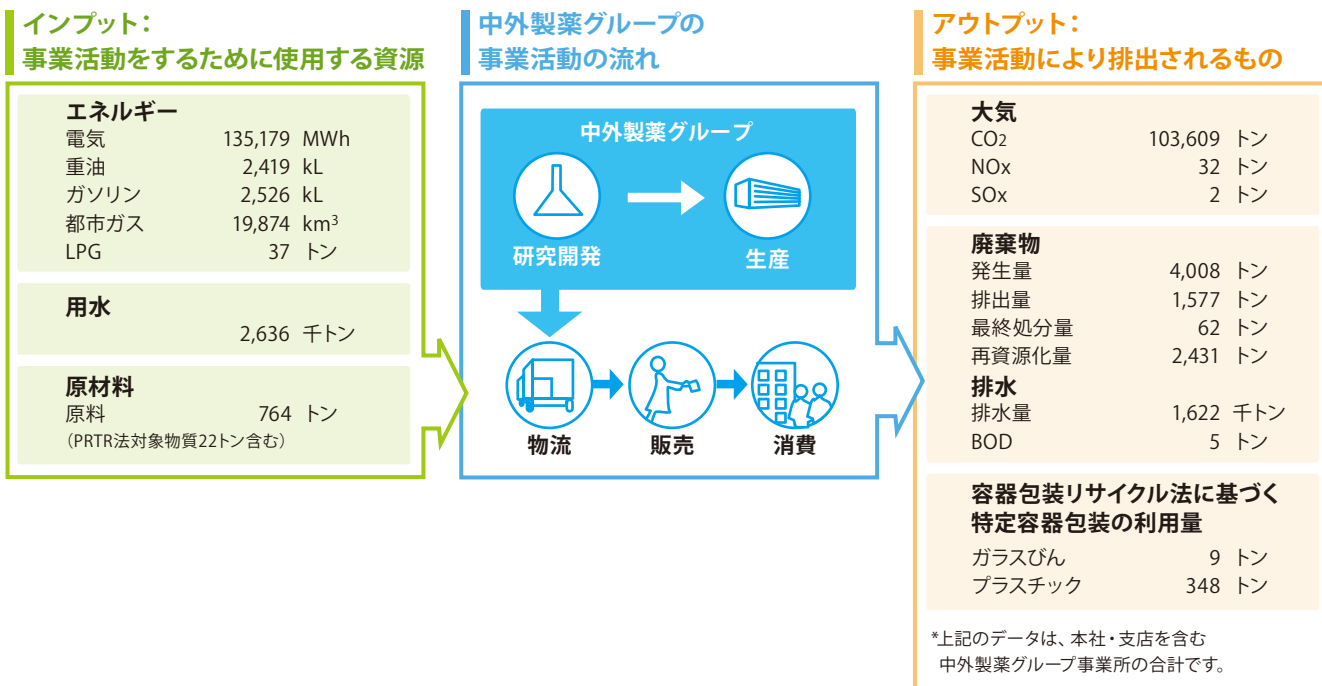 インプット：
事業活動をするために使用する資源
エネルギー
電気 135,179 MWh
重油 2,419 kL
ガソリン 2,526 kL
都市ガス 19,874 km³
LPG 37 トン
用水
2,636 千トン
原材料
原料 764 トン
（PRTR法対象物質22トン含む）
中外製薬グループの
事業活動の流れ
中外製薬グループ
研究開発
生産
物流
販売
消費
アウトプット：
事業活動により排出されるもの
大気
CO2 103,609 トン
NOx 32 トン
SOx 2 トン
廃棄物
発生量 4,008 トン
排出量 1,577 トン
最終処分量 62 トン
再資源化量 2,431 トン
排水
排水量 1,622 千トン
BOD 5 トン
容器包装リサイクル法に基づく
特定容器包装の利用量
ガラスびん 9 トン
プラスチック 348 トン
*上記のデータは、本社・支店を含む
中外製薬グループ事業所の合計です。